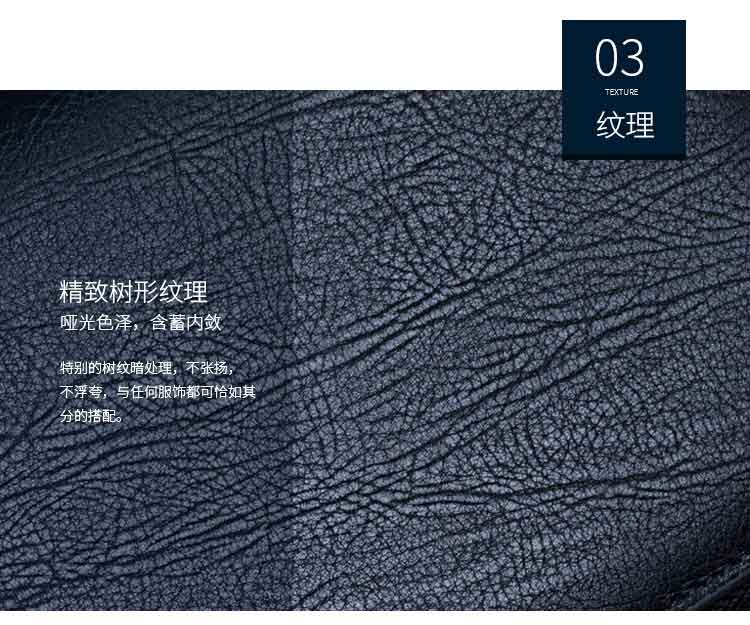 03
TEXTURE
纹理
精致树形纹理
哑光色泽，含蓄内敛
特别的树纹暗处理，不张扬，
不浮夸，与任何服饰都可恰如其
分的搭配。